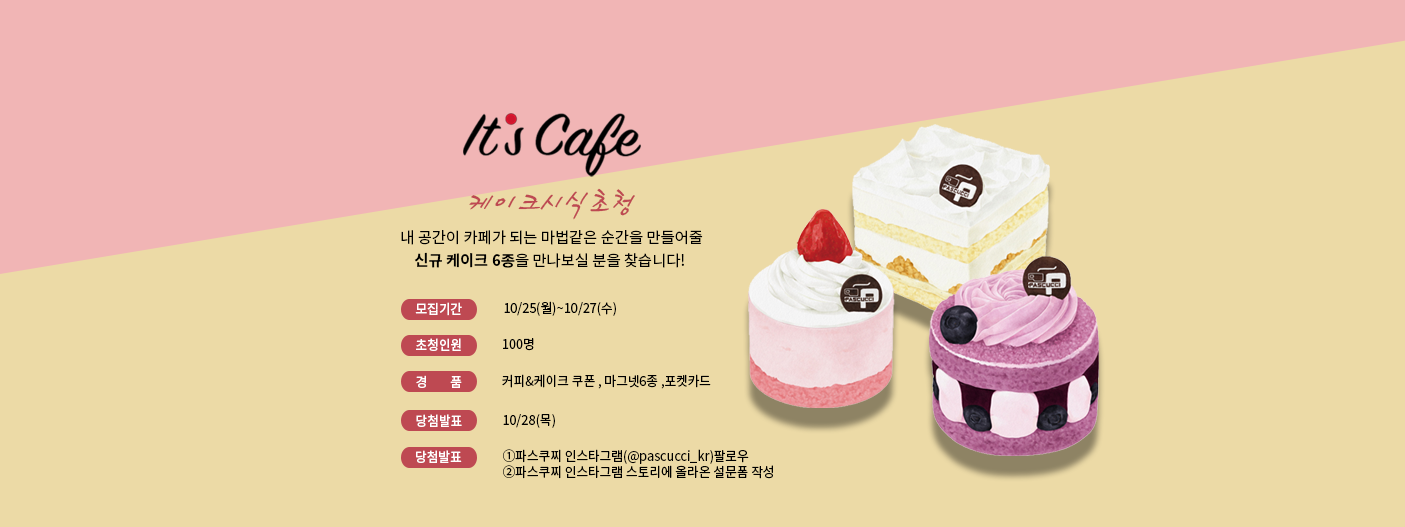 It's Cafe
케이크시식초청
내 공간이 카페가 되는 마법같은 순간을 만들어줄
신규 케이크 6종을 만나보실 분을 찾습니다!
모집기간 10/25(월)~10/27(수)
초청인원 100명
경 품 커피&케이크 쿠폰 , 마그넷6종 ,포켓카드
당첨발표 10/28(목)
당첨발표 ①파스쿠찌 인스타그램(@pascucci_kr)팔로우
②파스쿠찌 인스타그램 스토리에 올라온 설문폼 작성
PASCUCCI
PASCUCCI
PASCUCCI